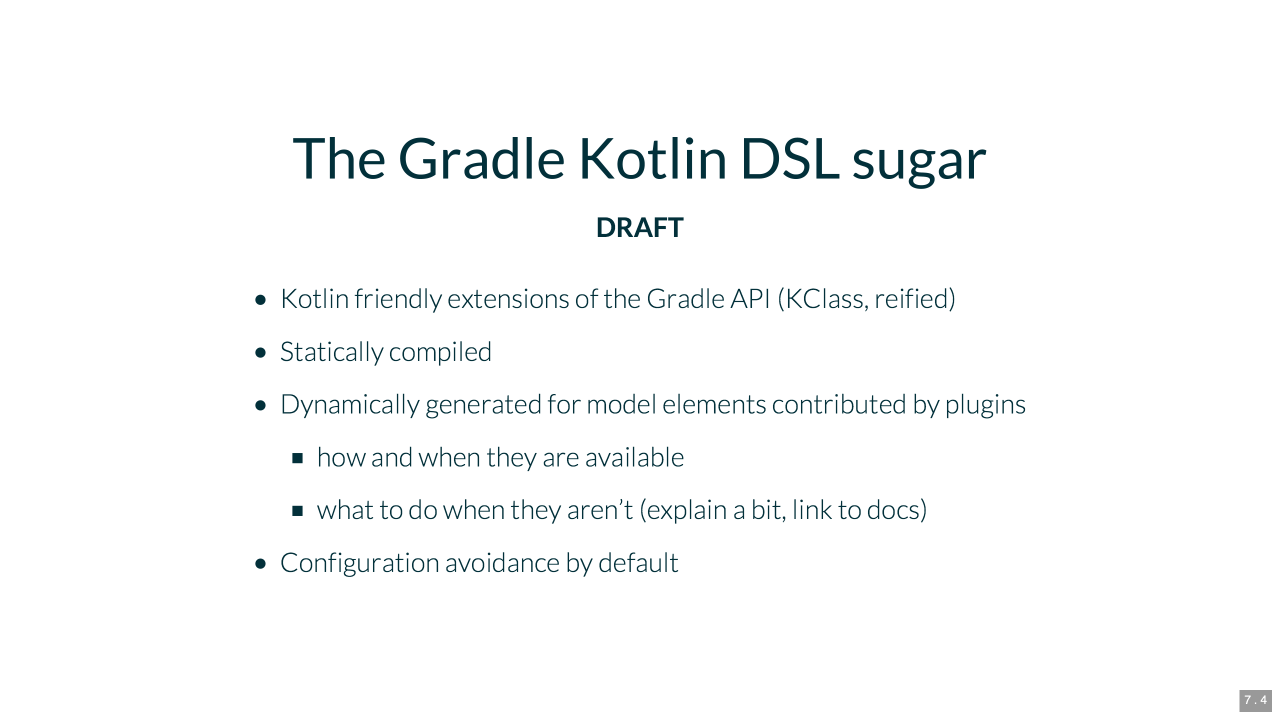 The Gradle Kotlin DSL sugar
DRAFT
• Kotlin friendly extensions of the Gradle API (KClass, reified)
• Statically compiled
• Dynamically generated for model elements contributed by plugins
▪ how and when they are available
▪ what to do when they aren’t (explain a bit, link to docs)
• Configuration avoidance by default
7.4